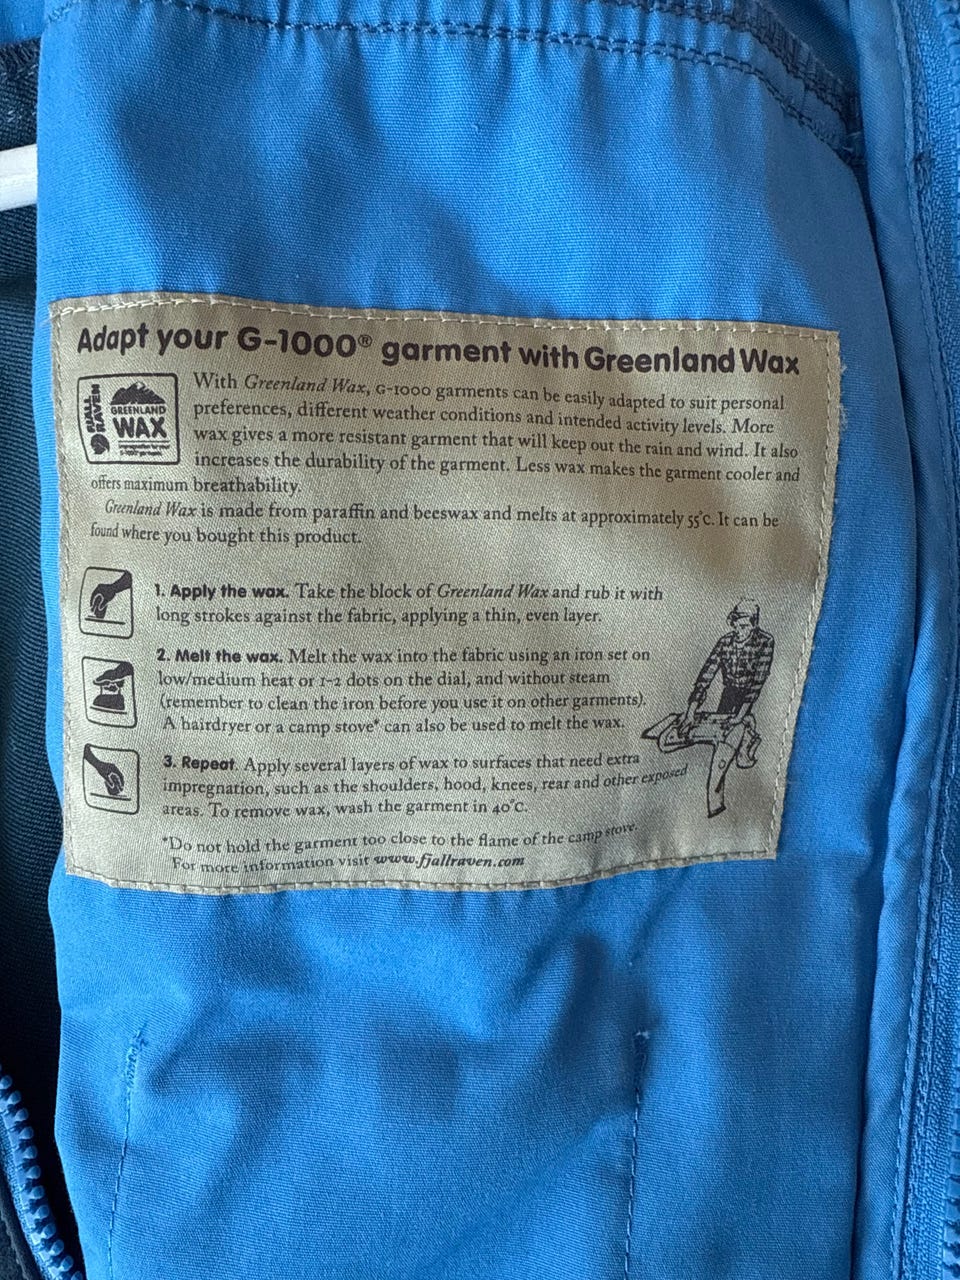 Adapt your G-1000® garment with Greenland Wax
FJÄLL
RÄVEN
GREENLAND
WAX
With Greenland Wax, G-1000 garments can be easily adapted to suit personal
preferences, different weather conditions and intended activity levels. More
wax gives a more resistant garment that will keep out the rain and wind. It also
increases the durability of the garment. Less wax makes the garment cooler and
offers maximum breathability.
Greenland Wax is made from paraffin and beeswax and melts at approximately 55°C. It can be
found where you bought this product.
1. Apply the wax. Take the block of Greenland Wax and rub it with
long strokes against the fabric, applying a thin, even layer.
2. Melt the wax. Melt the wax into the fabric using an iron set on
low/medium heat or 1-2 dots on the dial, and without steam
(remember to clean the iron before you use it on other garments).
A hairdryer or a camp stove* can also be used to melt the wax.
3. Repeat. Apply several layers of wax to surfaces that need extra
impregnation, such as the shoulders, hood, knees, rear and other exposed
areas. To remove wax, wash the garment in 40°C.
*Do not hold the garment too close to the flame of the camp stove.
For more information visit www.fjallraven.com